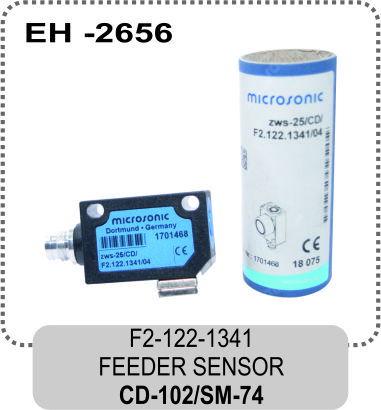 EH -2656
microsonic
zws-25/CD/
F2.122.1341/04
1701468
18 075
CE
microsonic
Dortmund • Germany
1701468
zws-25/CD/
F2.122.1341/04
CE
F2-122-1341
FEEDER SENSOR
CD-102/SM-74